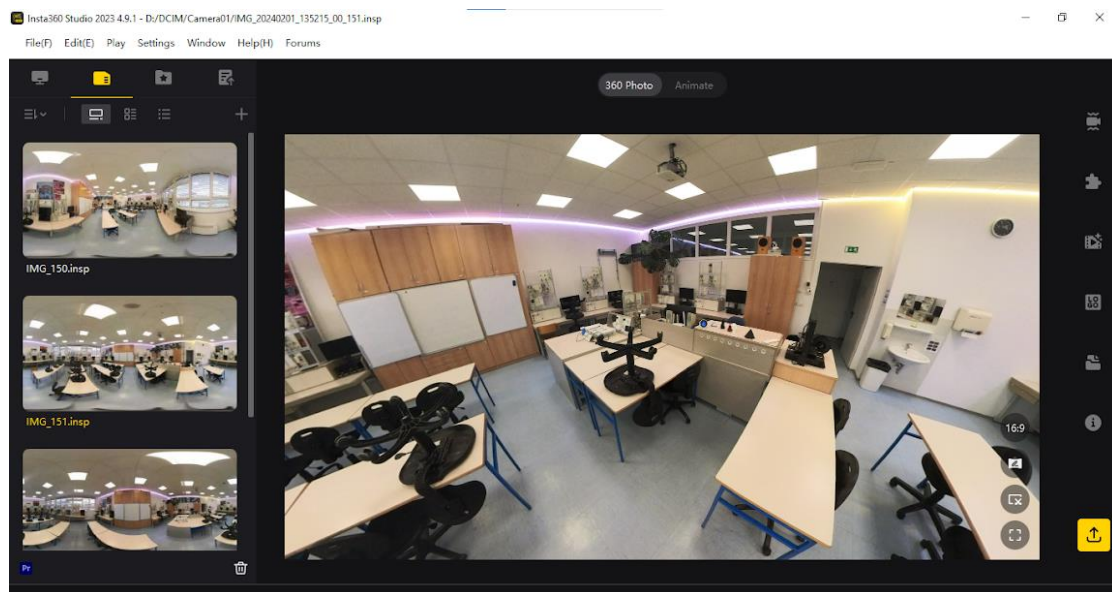 Insta360 Studio 2023 4.9.1 - D:/DCIM/Camera01/IMG_20240201_135215_00_151.insp
File(F) Edit(E) Play Settings Window Help(H) Forums
360 Photo Animate
IMG_150.insp
IMG_151.insp
16:9
LOGO
Pr